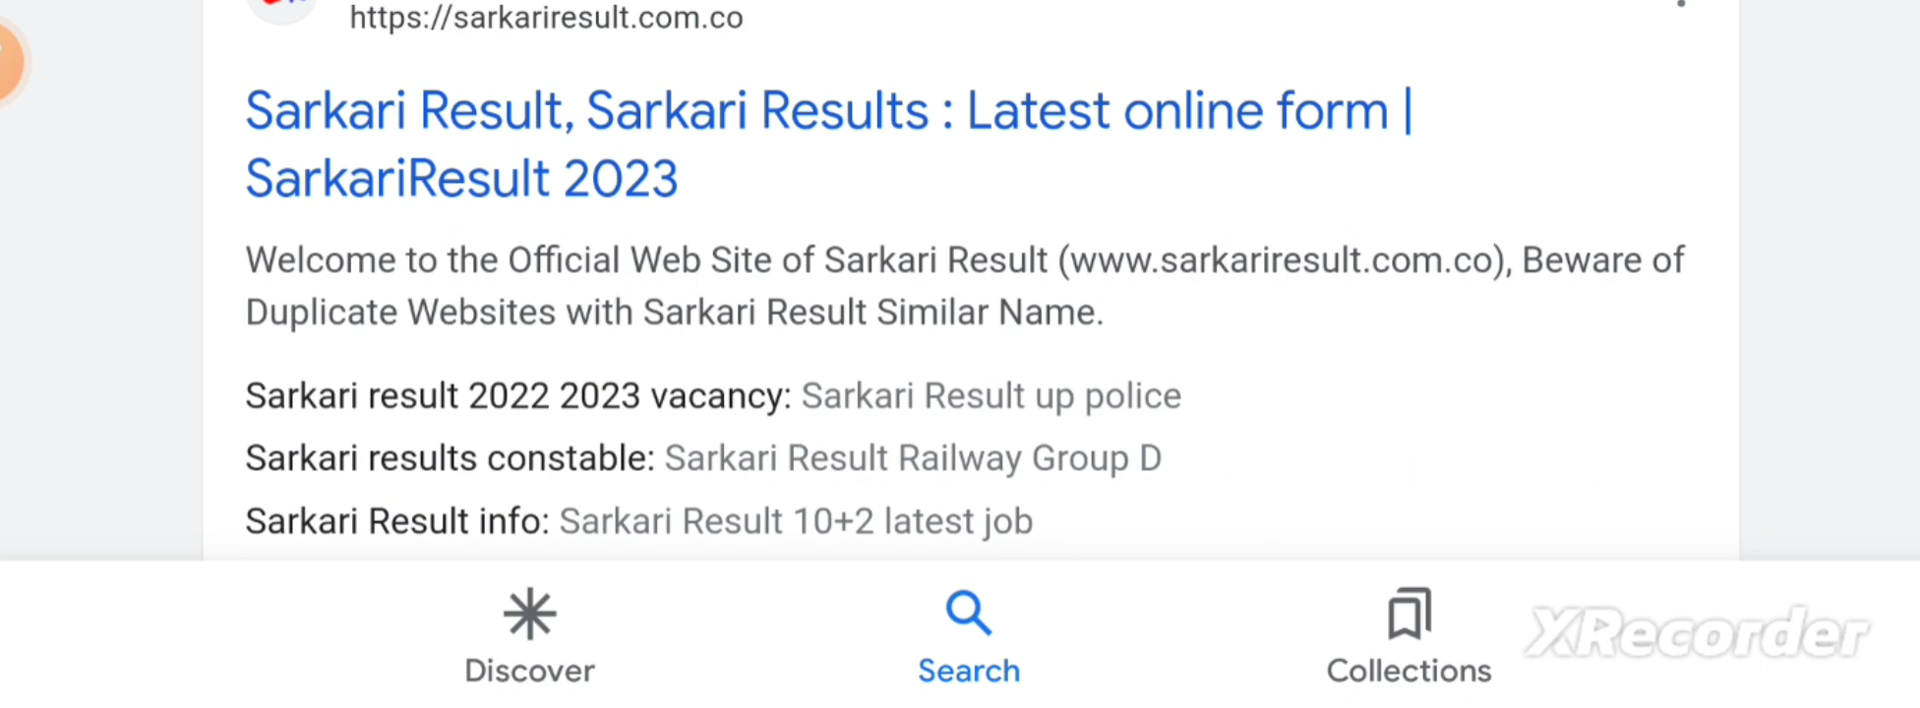 https://sarkariresult.com.co
Sarkari Result, Sarkari Results : Latest online form |
SarkariResult 2023
Welcome to the Official Web Site of Sarkari Result (www.sarkariresult.com.co), Beware of
Duplicate Websites with Sarkari Result Similar Name.
Sarkari result 2022 2023 vacancy: Sarkari Result up police
Sarkari results constable: Sarkari Result Railway Group D
Sarkari Result info: Sarkari Result 10+2 latest job
Discover Search Collections XRecorder